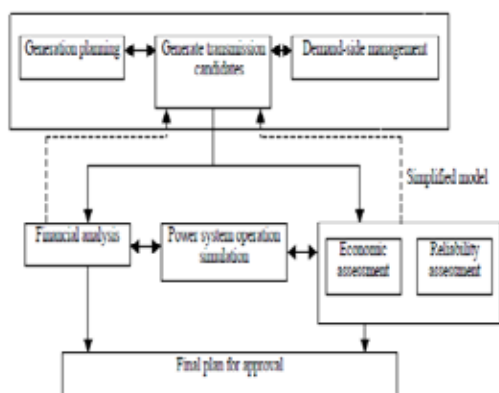 Generation planning
Generate transmission
candidates
Demand-side management
Simplified model
Financial analysis
Power system operation
simulation
Economic
assessment
Reliability
assessment
Final plan for approval